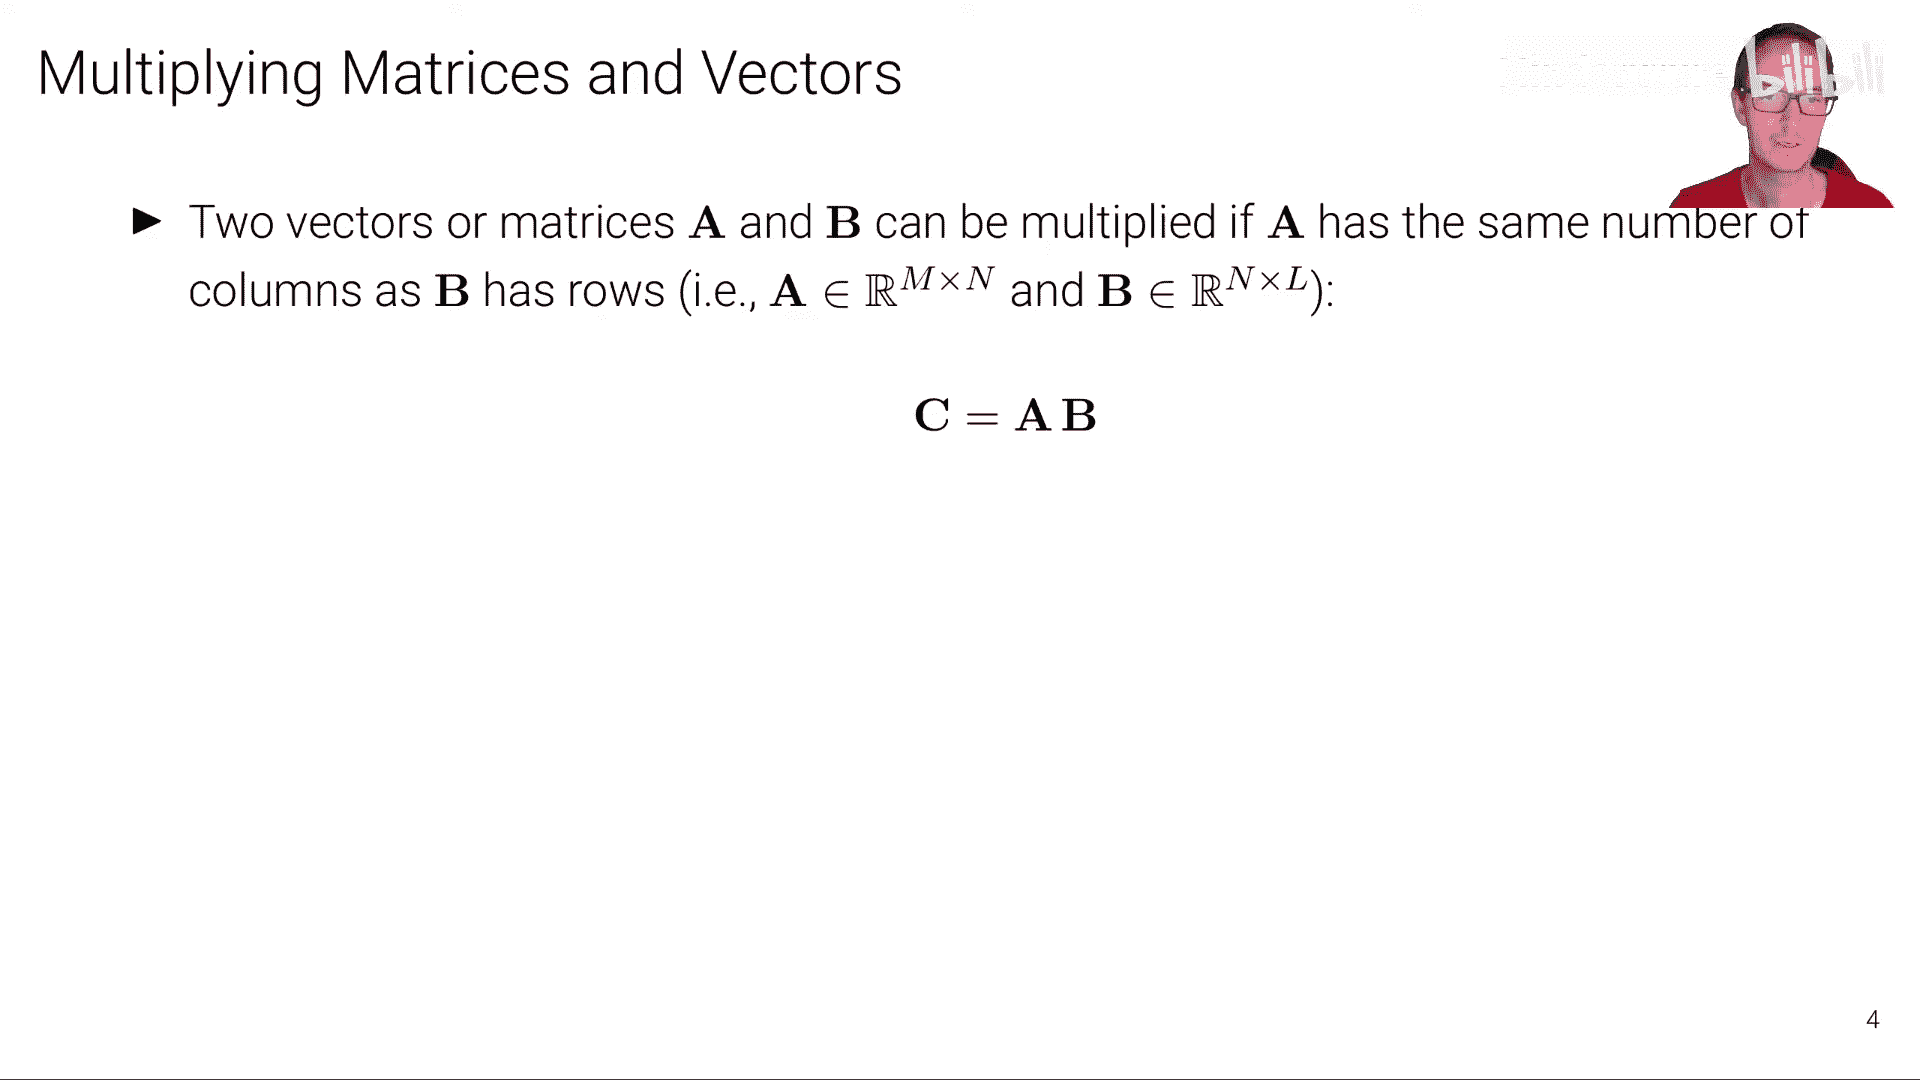 Multiplying Matrices and Vectors
bilibili
▶ Two vectors or matrices A and B can be multiplied if A has the same number of
columns as B has rows (i.e., A ∈ ℝ^{M×N} and B ∈ ℝ^{N×L}):
C = A B
4